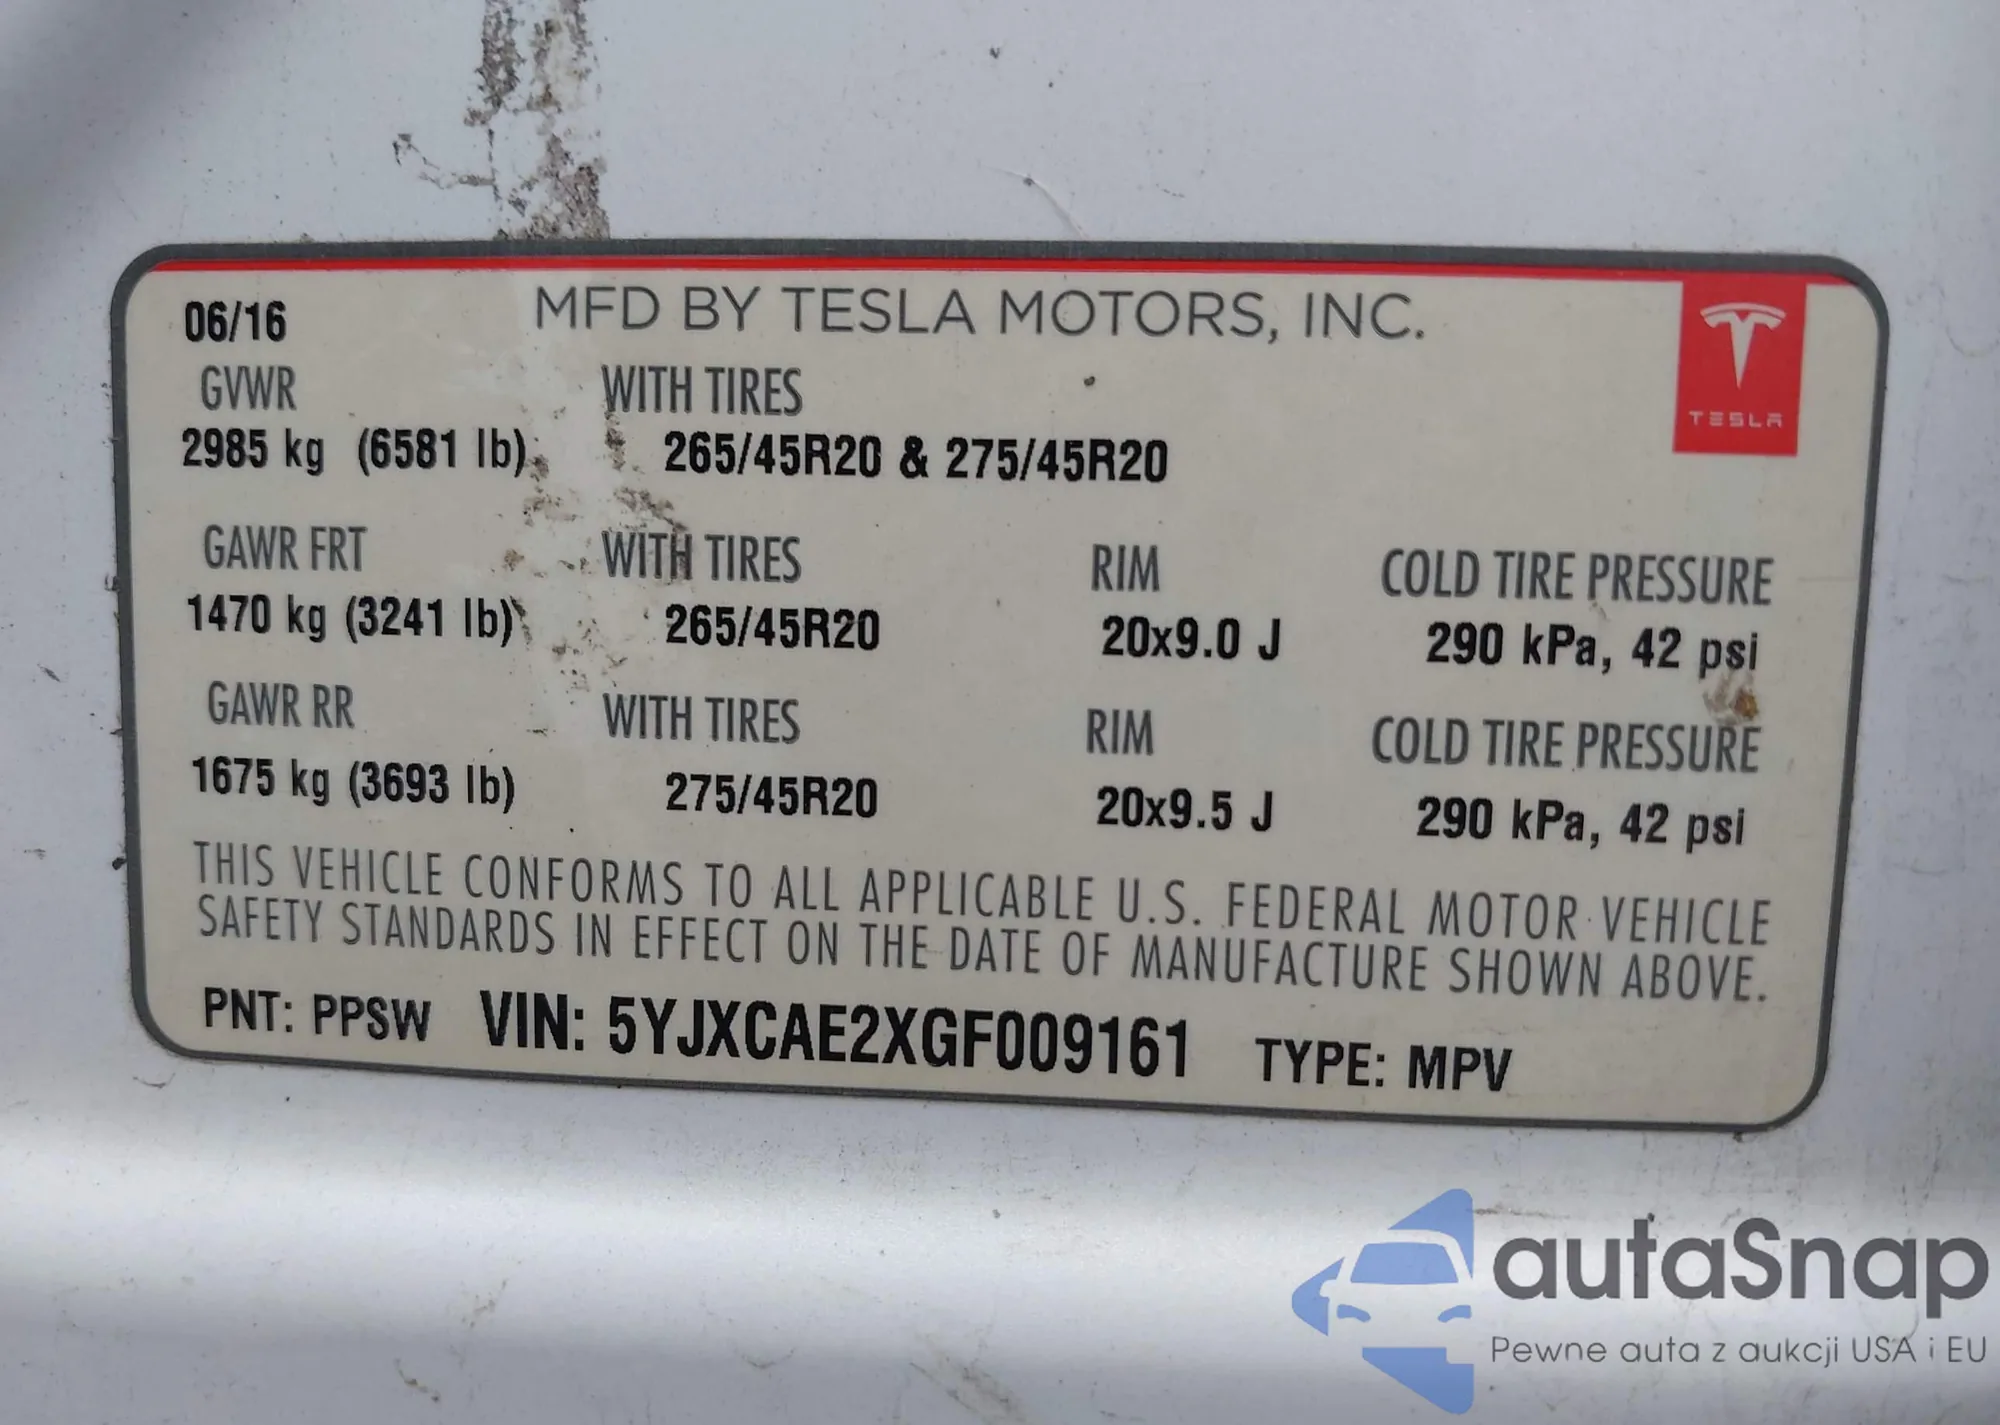 06/16 MFD BY TESLA MOTORS, INC.
TESLA
GVWR WITH TIRES
2985 kg (6581 lb) 265/45R20 & 275/45R20
GAWR FRT WITH TIRES RIM COLD TIRE PRESSURE
1470 kg (3241 lb) 265/45R20 20x9.0 J 290 kPa, 42 psi
GAWR RR WITH TIRES RIM COLD TIRE PRESSURE
1675 kg (3693 lb) 275/45R20 20x9.5 J 290 kPa, 42 psi
THIS VEHICLE CONFORMS TO ALL APPLICABLE U.S. FEDERAL MOTOR VEHICLE
SAFETY STANDARDS IN EFFECT ON THE DATE OF MANUFACTURE SHOWN ABOVE.
PNT: PPSW VIN: 5YJXCAE2XGF009161 TYPE: MPV
autaSnap
Pewne auta z aukcji USA i EU